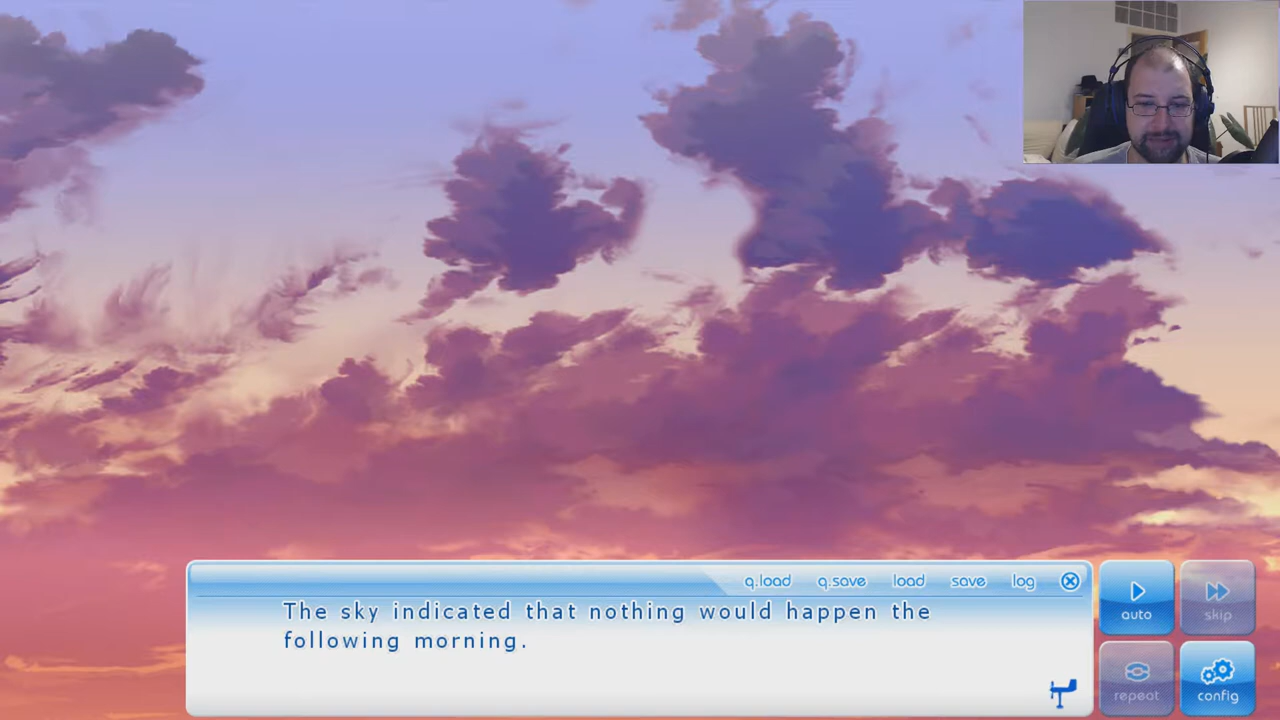 q.load q.save load save log
The sky indicated that nothing would happen the
following morning.
auto
skip
repeat
config